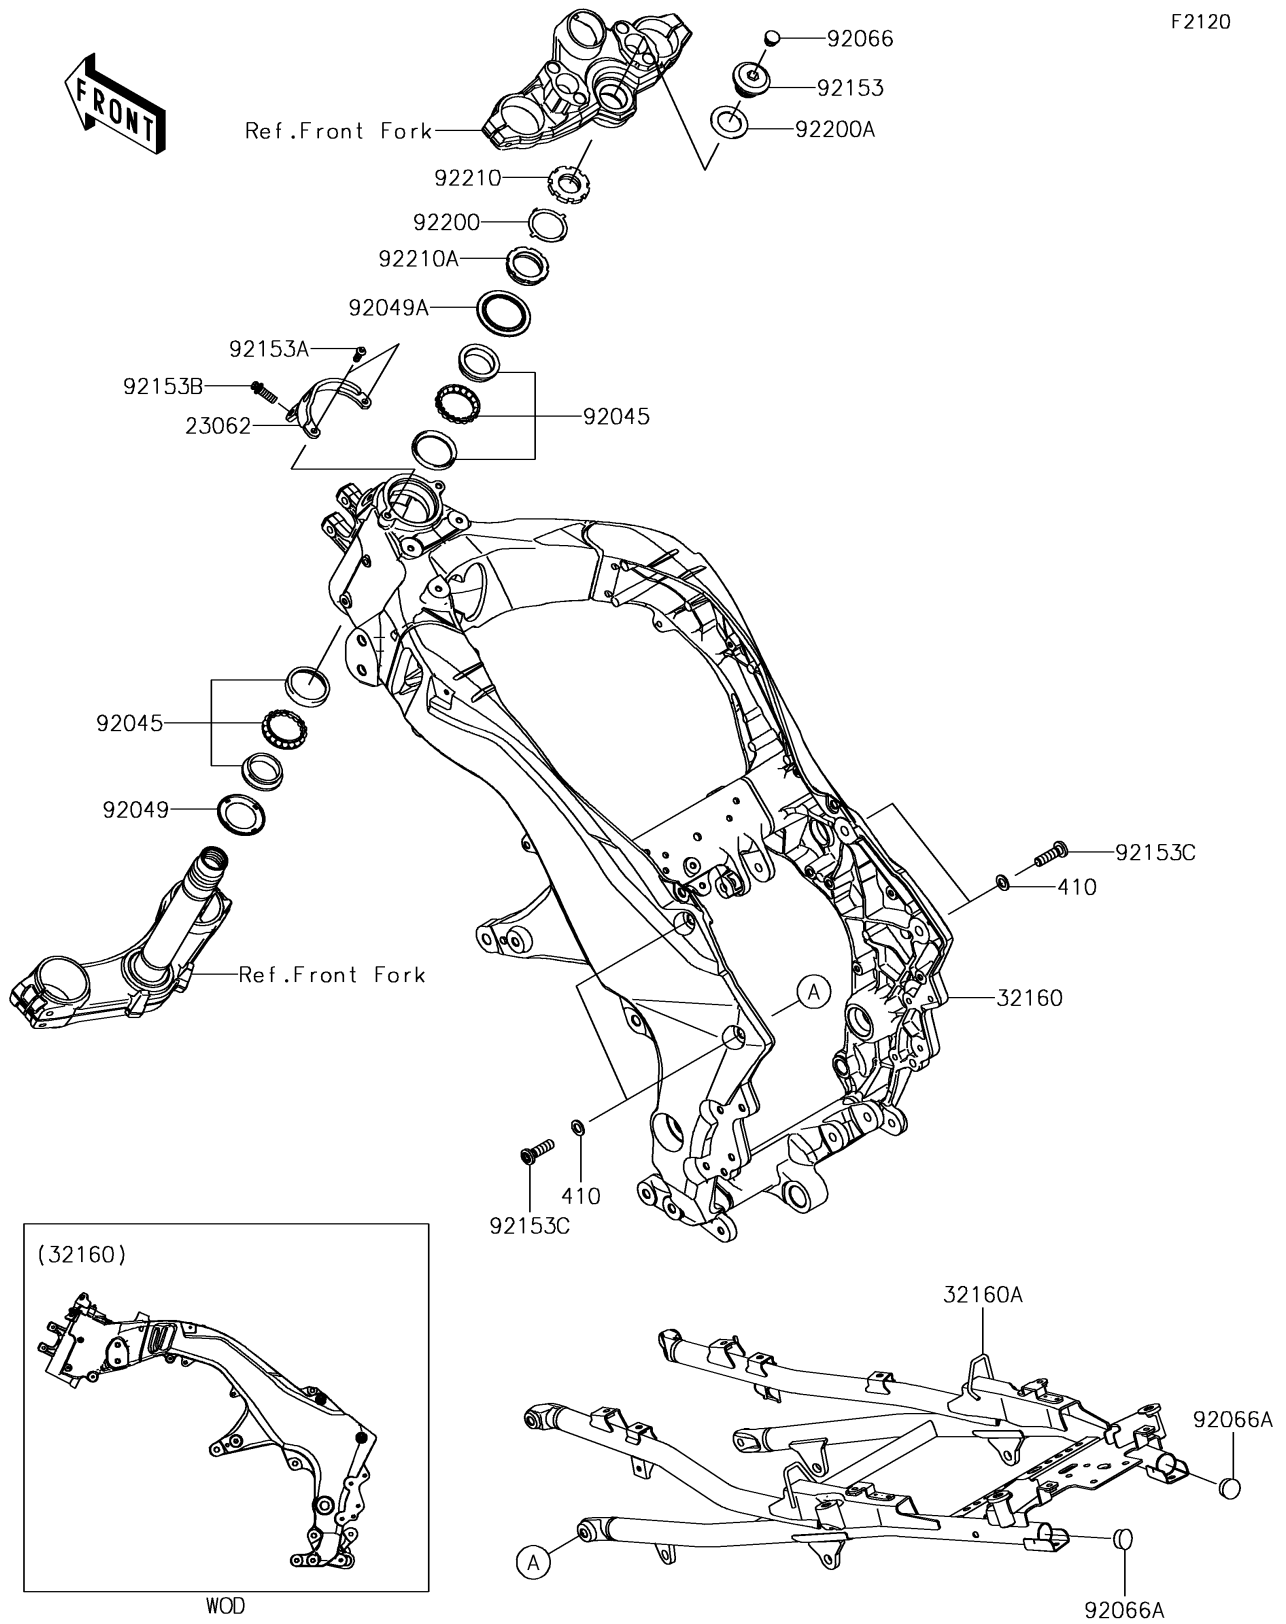 F2120
92066
FRONT
92153
Ref.Front Fork
92200A
92210
92200
92210A
92049A
92153A
92153B
92045
23062
92045
92049
92153C
410
Ref.Front Fork
A
32160
410
92153C
(32160)
32160A
92066A
A
92066A
WOD